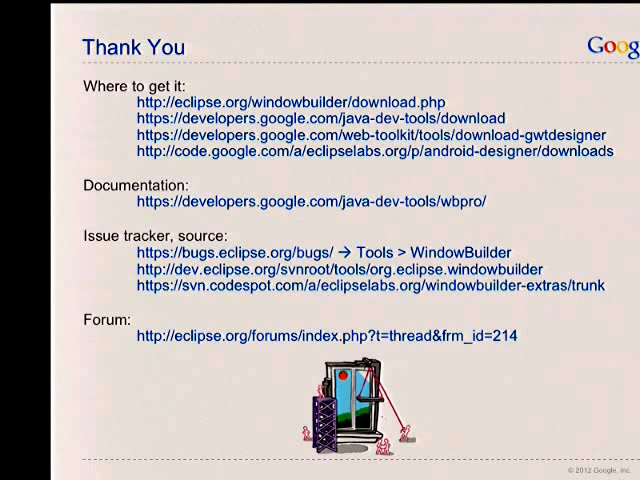 Thank You
Goog
Where to get it:
http://eclipse.org/windowbuilder/download.php
https://developers.google.com/java-dev-tools/download
https://developers.google.com/web-toolkit/tools/download-gwtdesigner
http://code.google.com/a/eclipselabs.org/p/android-designer/downloads
Documentation:
https://developers.google.com/java-dev-tools/wbpro/
Issue tracker, source:
https://bugs.eclipse.org/bugs/ → Tools > WindowBuilder
http://dev.eclipse.org/svnroot/tools/org.eclipse.windowbuilder
https://svn.codespot.com/a/eclipselabs.org/windowbuilder-extras/trunk
Forum:
http://eclipse.org/forums/index.php?t=thread&frm_id=214
© 2012 Google, Inc.